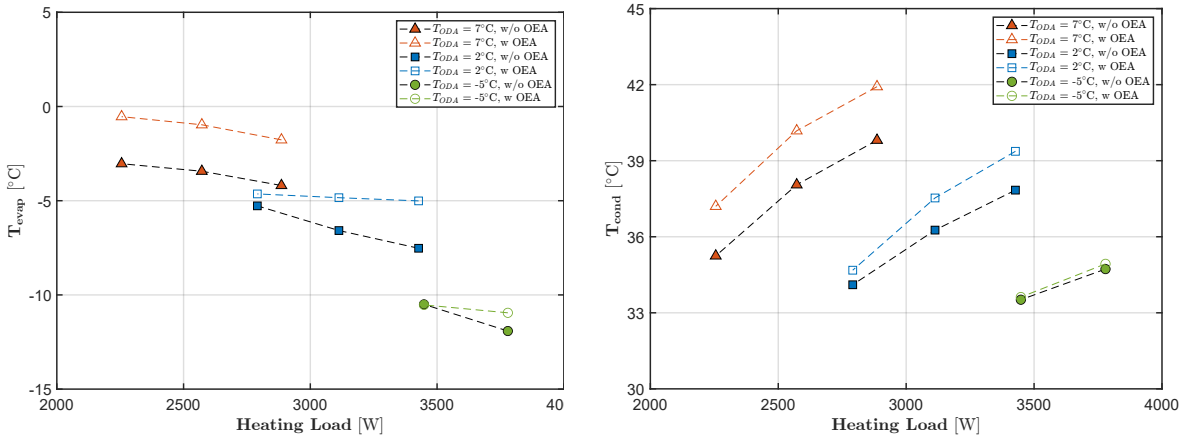 5
0
-5
-10
-15
T_evap [°C]
2000
2500
3000
3500
40
Heating Load [W]
T_ODA = 7°C, w/o OEA
T_ODA = 7°C, w OEA
T_ODA = 2°C, w/o OEA
T_ODA = 2°C, w OEA
T_ODA = -5°C, w/o OEA
T_ODA = -5°C, w OEA
45
42
39
36
33
30
T_cond [°C]
2000
2500
3000
3500
4000
Heating Load [W]
T_ODA = 7°C, w/o OEA
T_ODA = 7°C, w OEA
T_ODA = 2°C, w/o OEA
T_ODA = 2°C, w OEA
T_ODA = -5°C, w/o OEA
T_ODA = -5°C, w OEA